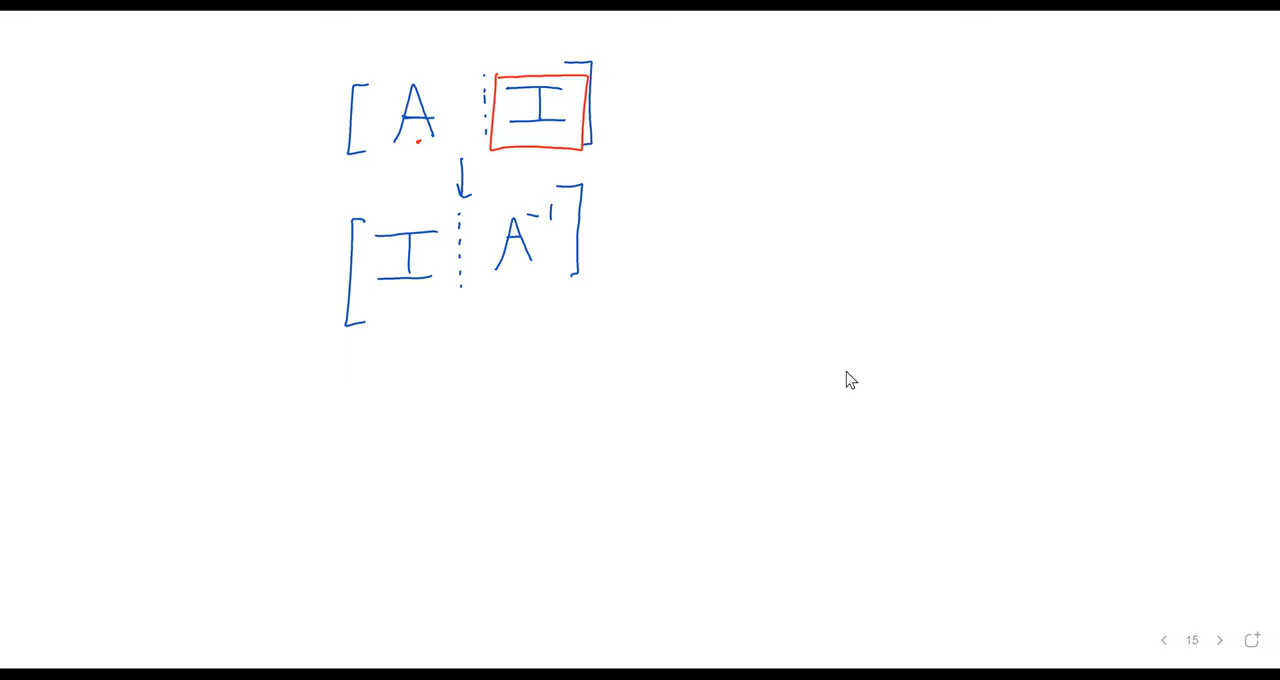 [ A ⋮ I ]
↓
[ I ⋮ A⁻¹ ]
15